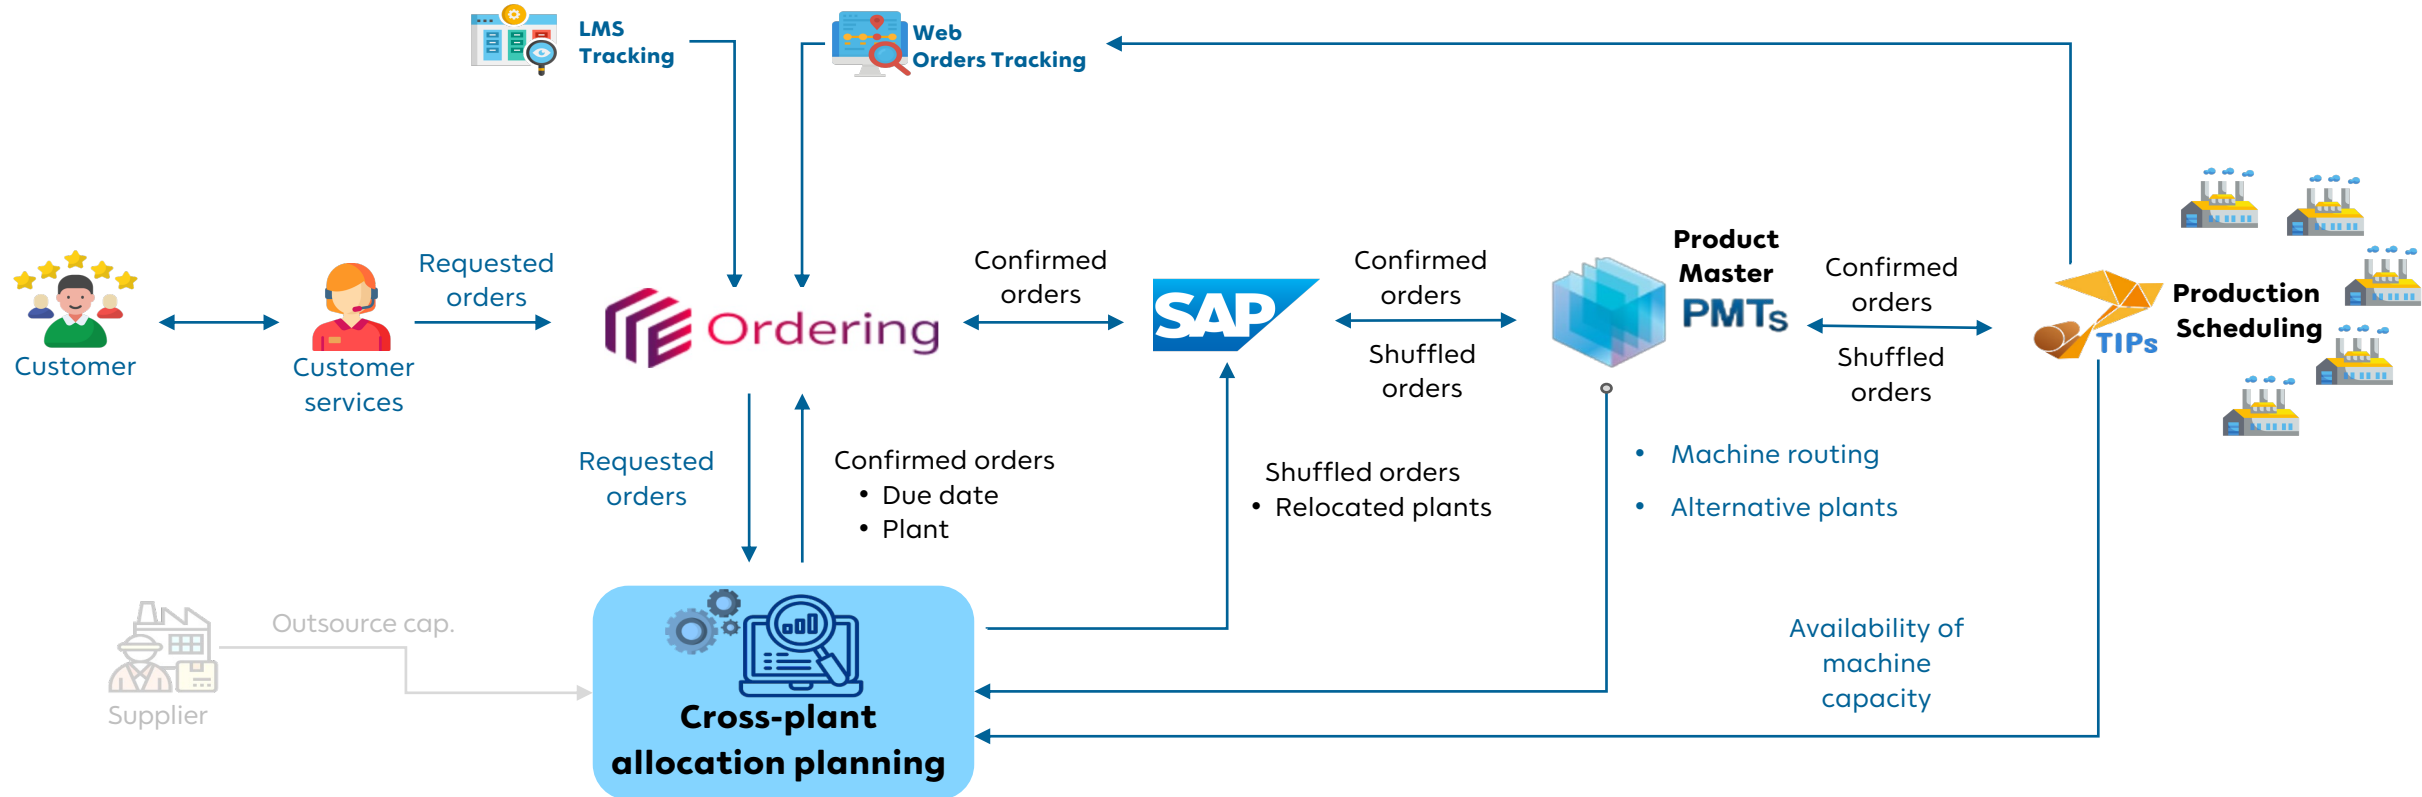 LMS
Tracking
Web
Orders Tracking
Customer
Customer
services
Requested
orders
Ordering
Confirmed
orders
SAP
Confirmed
orders
Shuffled
orders
Product
Master
PMTs
Confirmed
orders
Shuffled
orders
TIPs
Production
Scheduling
Requested
orders
Confirmed orders
• Due date
• Plant
Shuffled orders
• Relocated plants
• Machine routing
• Alternative plants
Supplier
Outsource cap.
Cross-plant
allocation planning
Availability of
machine
capacity